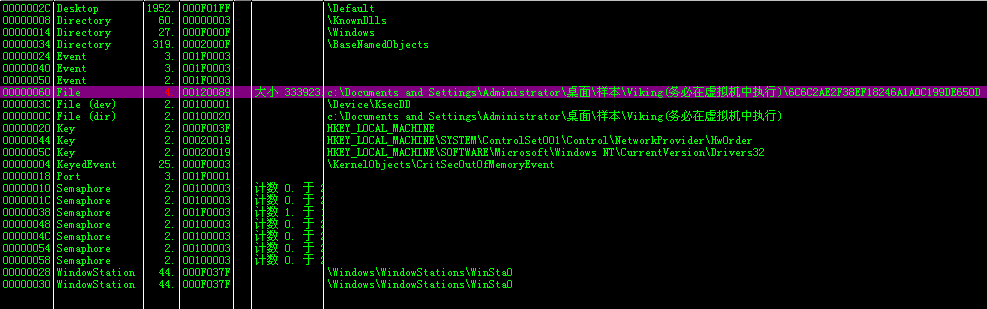 0000002C Desktop 1952. 000F01FF \Default
00000008 Directory 60. 00000003 \KnownDlls
00000014 Directory 27. 000F000F \Windows
00000034 Directory 319. 0002000F \BaseNamedObjects
00000024 Event 3. 001F0003
00000040 Event 3. 001F0003
00000050 Event 2. 001F0003
00000060 File 4. 00120089 大小 333923. c:\Documents and Settings\Administrator\桌面\样本\Viking(务必在虚拟机中执行)\6C6C2AE2F38EF18246A1A0C199DE650D
0000003C File (dev) 2. 00100001 \Device\KsecDD
0000000C File (dir) 2. 00100020 c:\Documents and Settings\Administrator\桌面\样本\Viking(务必在虚拟机中执行)
00000020 Key 2. 000F003F HKEY_LOCAL_MACHINE
00000044 Key 2. 00020019 HKEY_LOCAL_MACHINE\SYSTEM\ControlSet001\Control\NetworkProvider\HwOrder
0000005C Key 2. 00020019 HKEY_LOCAL_MACHINE\SOFTWARE\Microsoft\Windows NT\CurrentVersion\Drivers32
00000004 KeyedEvent 25. 000F0003 \KernelObjects\CritSecOutOfMemoryEvent
00000018 Port 3. 001F0001
00000010 Semaphore 2. 00100003 计数 0. 于
0000001C Semaphore 2. 00100003 计数 0. 于
00000038 Semaphore 2. 001F0003 计数 1. 于
00000048 Semaphore 2. 00100003 计数 0. 于
0000004C Semaphore 2. 00100003 计数 0. 于
00000054 Semaphore 2. 00100003 计数 0. 于
00000058 Semaphore 2. 00100003 计数 0. 于
00000028 WindowStation 44. 000F037F \Windows\WindowStations\WinSta0
00000030 WindowStation 44. 000F037F \Windows\WindowStations\WinSta0